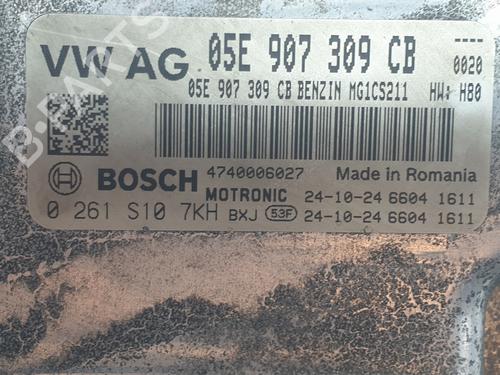 VW AG 05E 907 309 CB ----
0020
05E 907 309 CB BENZIN MG1CS211 HW: H80
BOSCH 4740006027 Made in Romania
MOTRONIC 24-10-24 6604 1611
0 261 S10 7KH BXJ 53F 24-10-24 6604 1611
B-PARTS